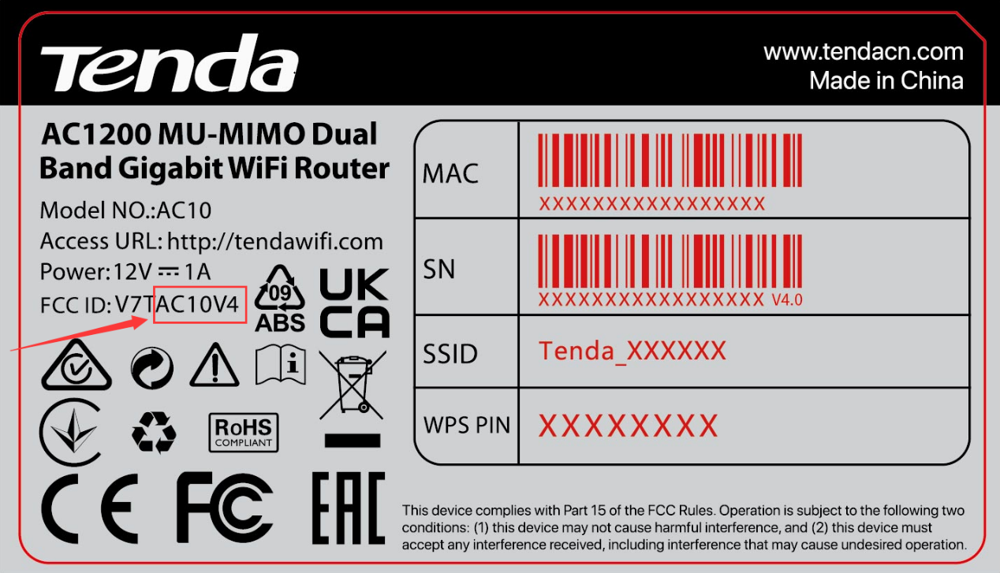 Tenda
www.tendacn.com
Made in China
AC1200 MU-MIMO Dual
Band Gigabit WiFi Router
Model NO.:AC10
Access URL: http://tendawifi.com
Power: 12V ⎓ 1A
FCC ID: V7TAC10V4
09
ABS
UK
CA
i
RoHS
COMPLIANT
CE FC EAC
MAC
XXXXXXXXXXXXXXXXX
SN
XXXXXXXXXXXXXXXXX V4.0
SSID
Tenda_XXXXXX
WPS PIN
XXXXXXXX
This device complies with Part 15 of the FCC Rules. Operation is subject to the following two
conditions: (1) this device may not cause harmful interference, and (2) this device must
accept any interference received, including interference that may cause undesired operation.